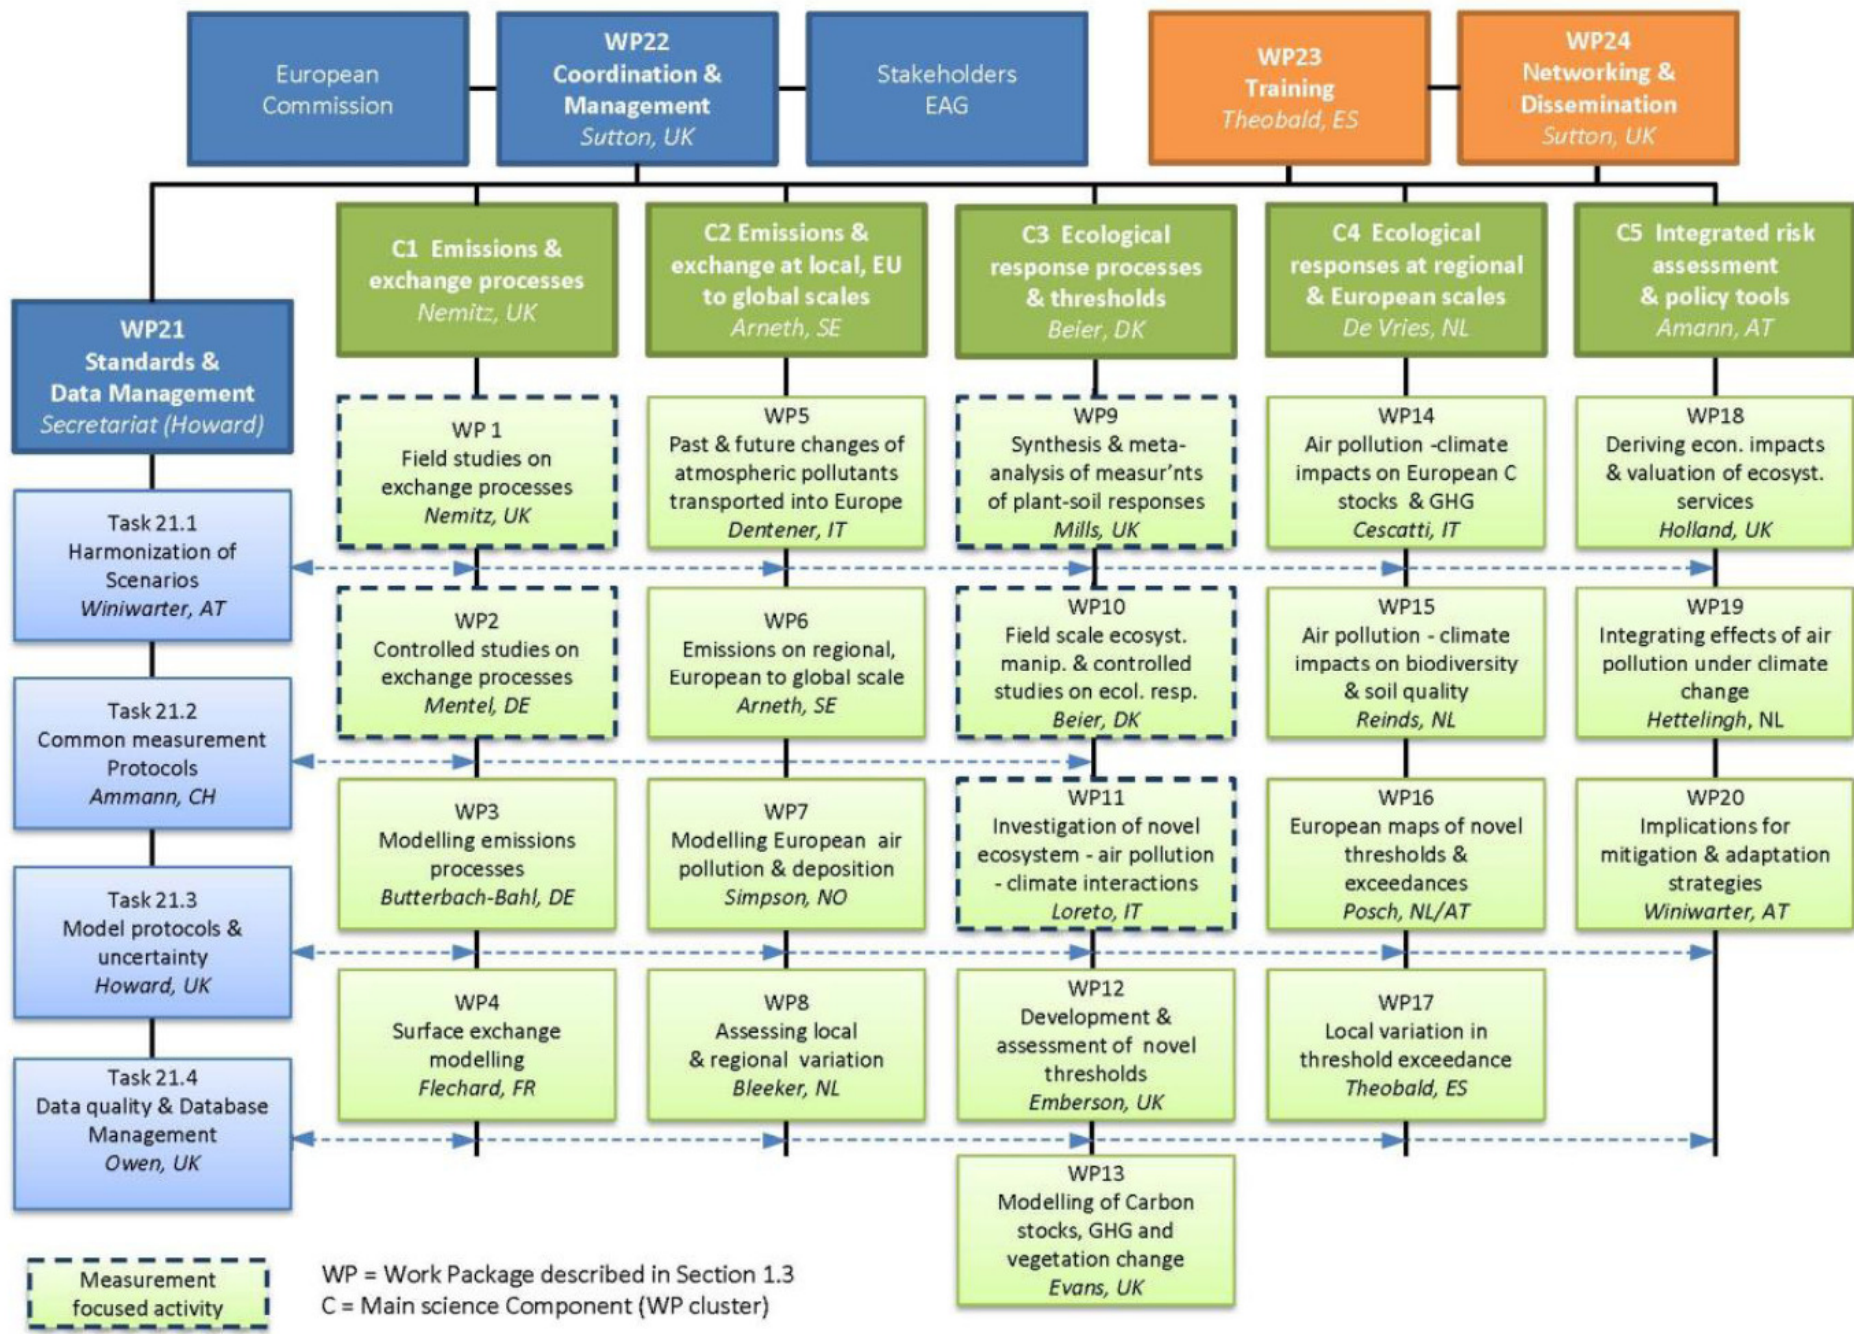 European
Commission
WP22
Coordination &
Management
Sutton, UK
Stakeholders
EAG
WP23
Training
Theobald, ES
WP24
Networking &
Dissemination
Sutton, UK
WP21
Standards &
Data Management
Secretariat (Howard)
Task 21.1
Harmonization of
Scenarios
Winiwarter, AT
Task 21.2
Common measurement
Protocols
Ammann, CH
Task 21.3
Model protocols &
uncertainty
Howard, UK
Task 21.4
Data quality & Database
Management
Owen, UK
C1 Emissions &
exchange processes
Nemitz, UK
WP 1
Field studies on
exchange processes
Nemitz, UK
WP2
Controlled studies on
exchange processes
Mentel, DE
WP3
Modelling emissions
processes
Butterbach-Bahl, DE
WP4
Surface exchange
modelling
Flechard, FR
C2 Emissions &
exchange at local, EU
to global scales
Arneth, SE
WP5
Past & future changes of
atmospheric pollutants
transported into Europe
Dentener, IT
WP6
Emissions on regional,
European to global scale
Arneth, SE
WP7
Modelling European air
pollution & deposition
Simpson, NO
WP8
Assessing local
& regional variation
Bleeker, NL
C3 Ecological
response processes
& thresholds
Beier, DK
WP9
Synthesis & meta-
analysis of measur’nts
of plant-soil responses
Mills, UK
WP10
Field scale ecosyst.
manip. & controlled
studies on ecol. resp.
Beier, DK
WP11
Investigation of novel
ecosystem - air pollution
- climate interactions
Loreto, IT
WP12
Development &
assessment of novel
thresholds
Emberson, UK
WP13
Modelling of Carbon
stocks, GHG and
vegetation change
Evans, UK
C4 Ecological
responses at regional
& European scales
De Vries, NL
WP14
Air pollution -climate
impacts on European C
stocks & GHG
Cescatti, IT
WP15
Air pollution - climate
impacts on biodiversity
& soil quality
Reinds, NL
WP16
European maps of novel
thresholds &
exceedances
Posch, NL/AT
WP17
Local variation in
threshold exceedance
Theobald, ES
C5 Integrated risk
assessment
& policy tools
Amann, AT
WP18
Deriving econ. impacts
& valuation of ecosyst.
services
Holland, UK
WP19
Integrating effects of air
pollution under climate
change
Hettelingh, NL
WP20
Implications for
mitigation & adaptation
strategies
Winiwarter, AT
Measurement
focused activity
WP = Work Package described in Section 1.3
C = Main science Component (WP cluster)